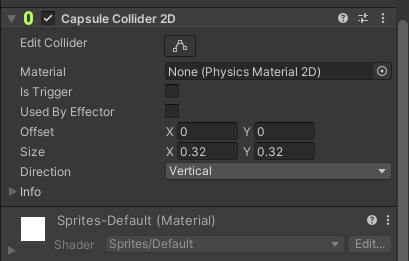 Capsule Collider 2D
Edit Collider
Material None (Physics Material 2D)
Is Trigger
Used By Effector
Offset X 0 Y 0
Size X 0.32 Y 0.32
Direction Vertical
Info
Sprites-Default (Material)
Shader Sprites/Default Edit...